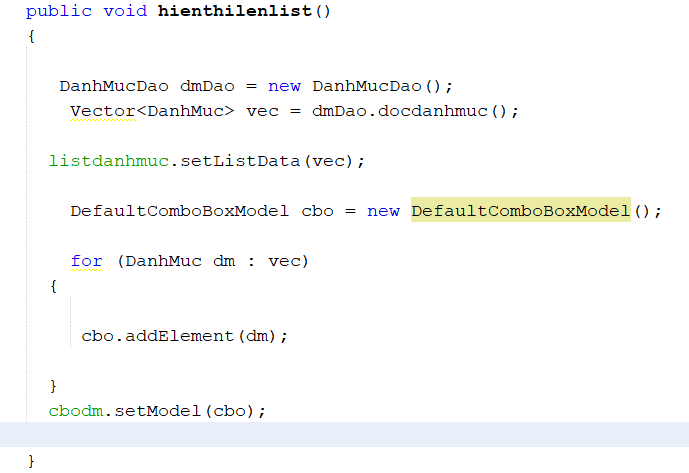 public void hienthilenlist()
{
DanhMucDao dmDao = new DanhMucDao();
Vector<DanhMuc> vec = dmDao.docdanhmuc();
listdanhmuc.setListData(vec);
DefaultComboBoxModel cbo = new DefaultComboBoxModel();
for (DanhMuc dm : vec)
{
cbo.addElement(dm);
}
cbodm.setModel(cbo);
}